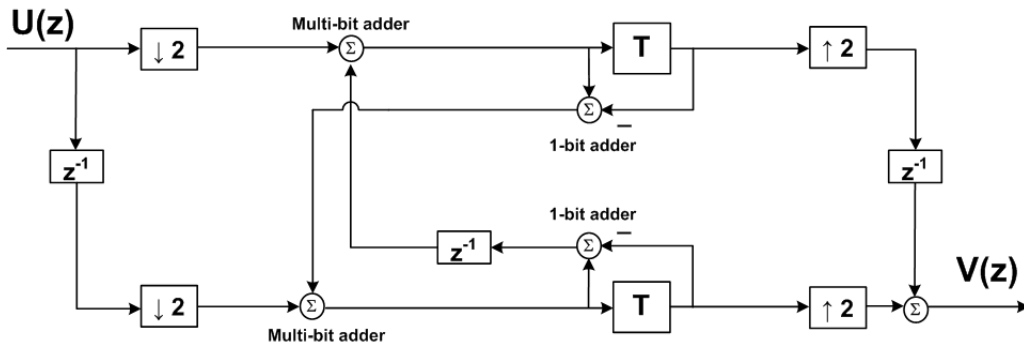 U(z)
Multi-bit adder
↓ 2
Σ
T
↑ 2
Σ
−
1-bit adder
z⁻¹
z⁻¹
1-bit adder
−
z⁻¹
Σ
V(z)
↓ 2
Σ
T
↑ 2
Σ
Multi-bit adder